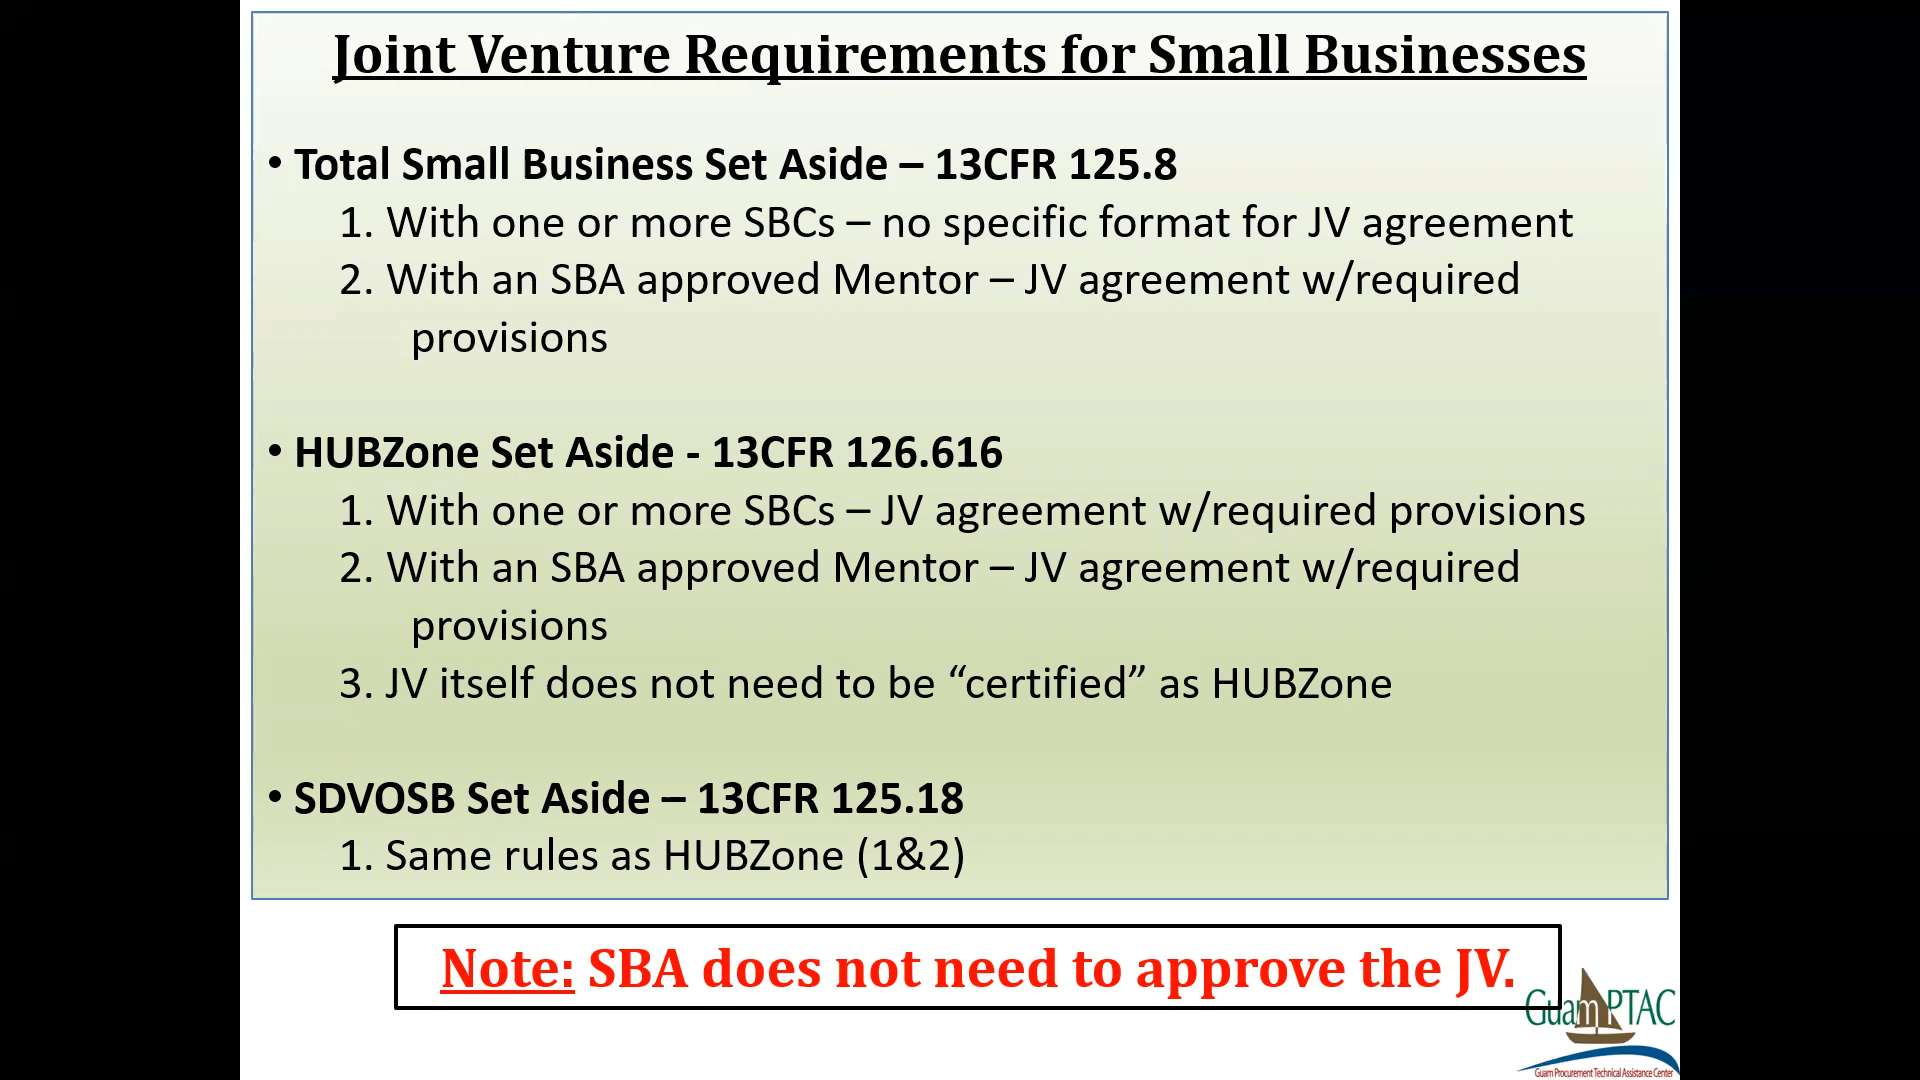 Joint Venture Requirements for Small Businesses
• Total Small Business Set Aside – 13CFR 125.8
1. With one or more SBCs – no specific format for JV agreement
2. With an SBA approved Mentor – JV agreement w/required
provisions
• HUBZone Set Aside - 13CFR 126.616
1. With one or more SBCs – JV agreement w/required provisions
2. With an SBA approved Mentor – JV agreement w/required
provisions
3. JV itself does not need to be “certified” as HUBZone
• SDVOSB Set Aside – 13CFR 125.18
1. Same rules as HUBZone (1&2)
Note: SBA does not need to approve the JV.
Guam PTAC
Guam Procurement Technical Assistance Center